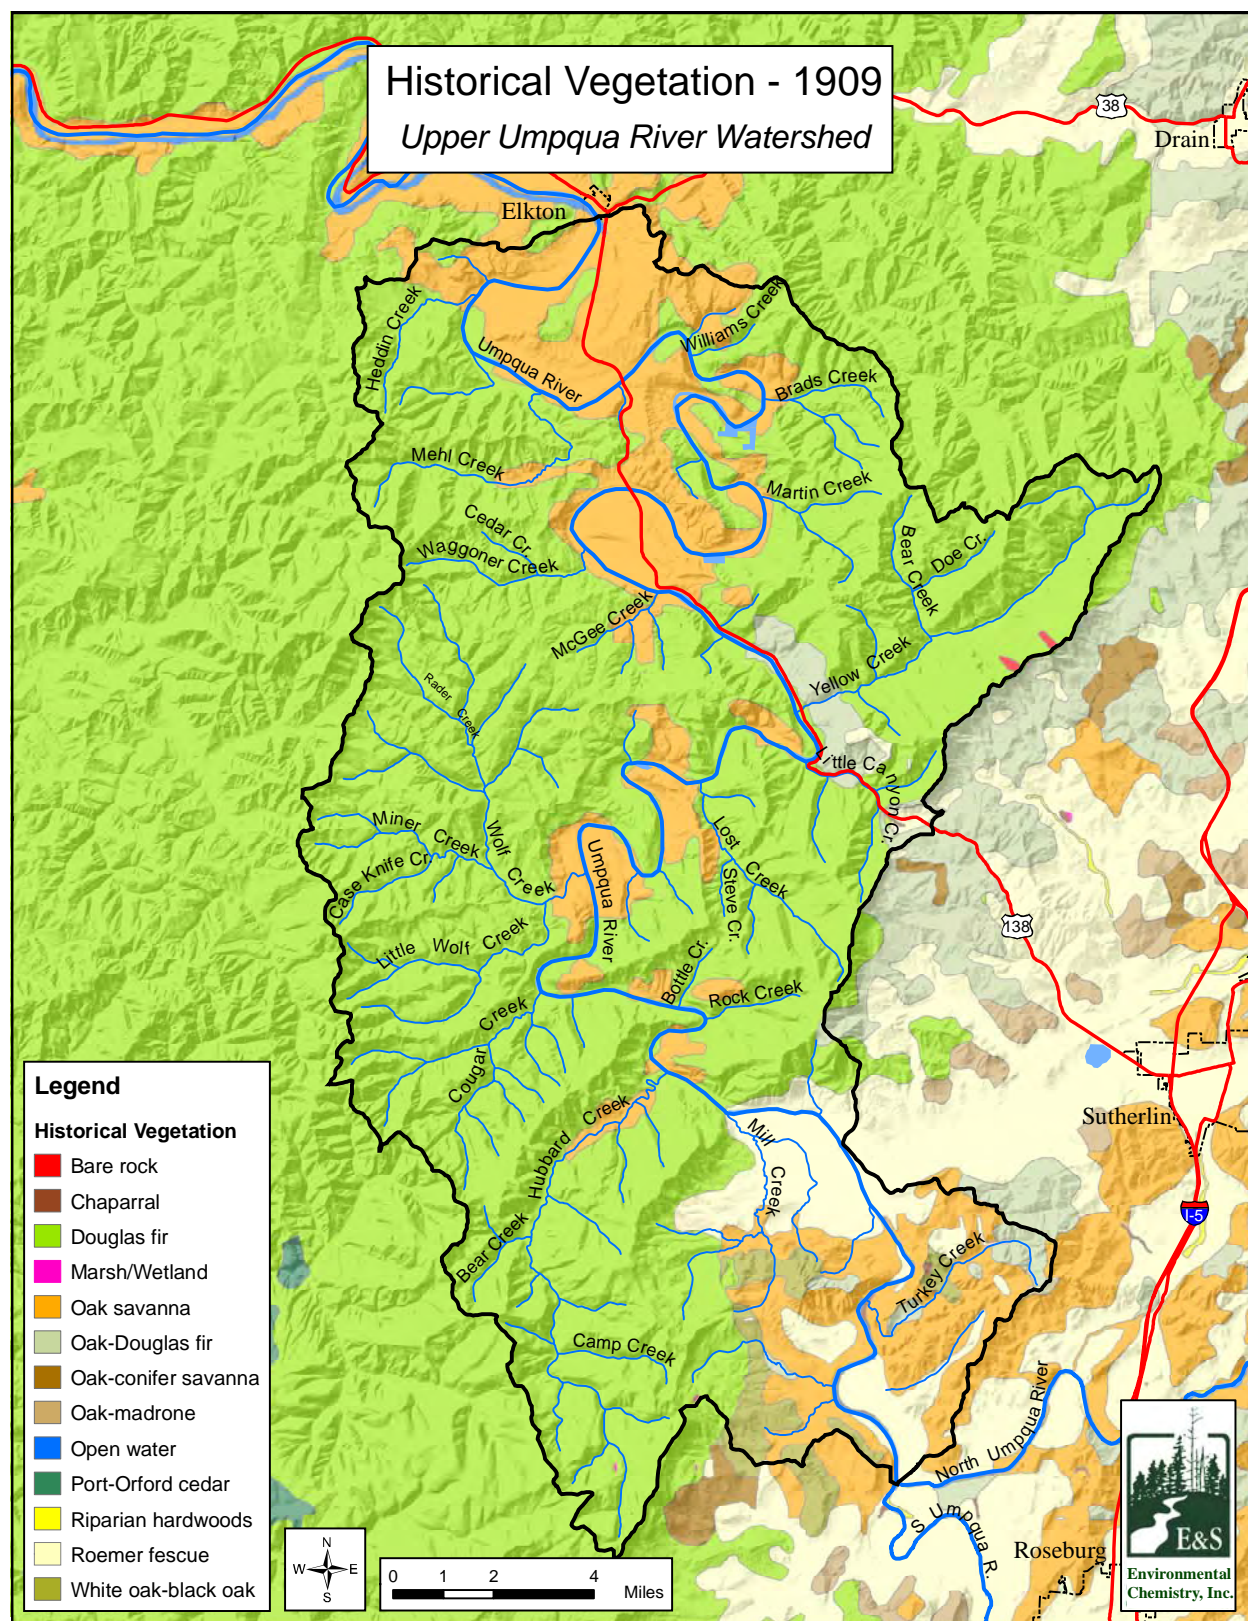 Historical Vegetation - 1909
Upper Umpqua River Watershed
38
Drain
Elkton
Heddin Creek
Umpqua River
Williams Creek
Brads Creek
Mehl Creek
Martin Creek
Cedar Cr.
Waggoner Creek
Bear Creek
Doe Cr.
McGee Creek
Yellow Creek
Rader Creek
Little Canyon Cr.
Miner Creek
Wolf Creek
Case Knife Cr.
Umpqua River
Lost Creek
Steve Cr.
138
Little Wolf Creek
Bottle Cr.
Rock Creek
Cougar Creek
Hubbard Creek
Mill Creek
Sutherlin
I-5
Bear Creek
Turkey Creek
Camp Creek
North Umpqua River
S Umpqua R.
Roseburg
Legend
Historical Vegetation
Bare rock
Chaparral
Douglas fir
Marsh/Wetland
Oak savanna
Oak-Douglas fir
Oak-conifer savanna
Oak-madrone
Open water
Port-Orford cedar
Riparian hardwoods
Roemer fescue
White oak-black oak
N
W E
S
0 1 2 4 Miles
E&S
Environmental
Chemistry, Inc.